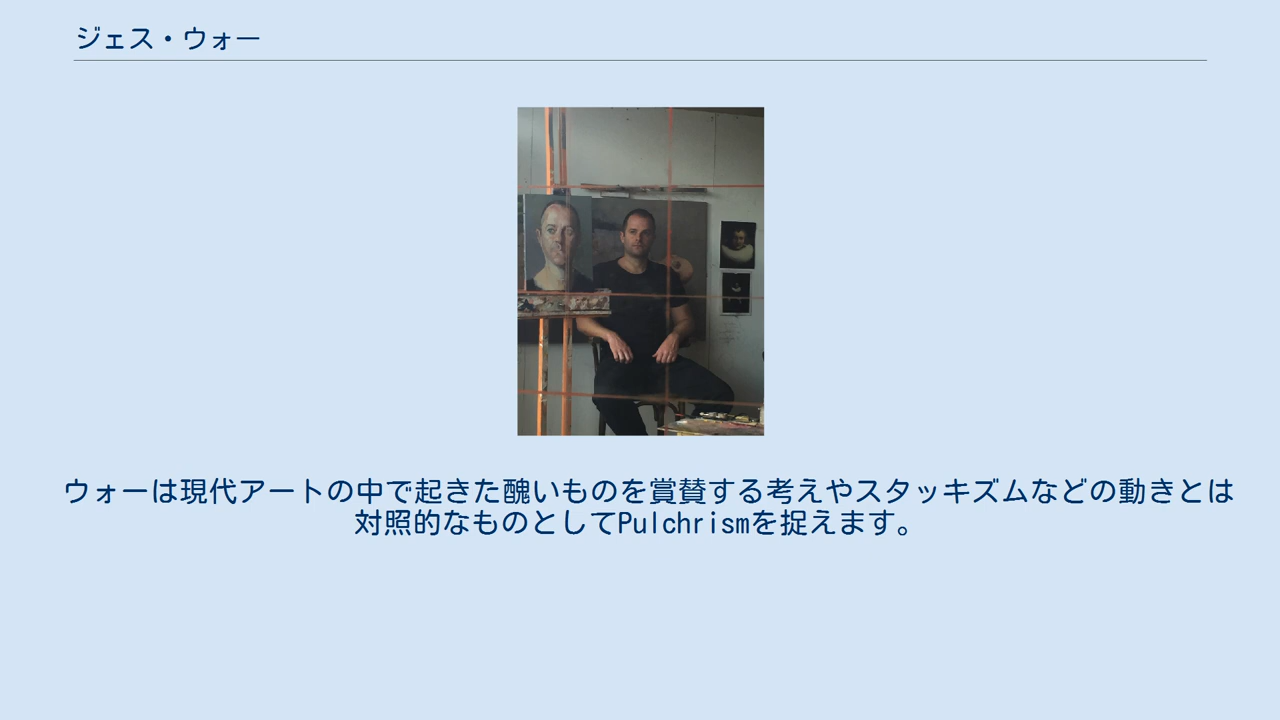 ジェス・ウォー
ウォーは現代アートの中で起きた醜いものを賞賛する考えやスタッキズムなどの動きとは
対照的なものとしてPulchrismを捉えます。